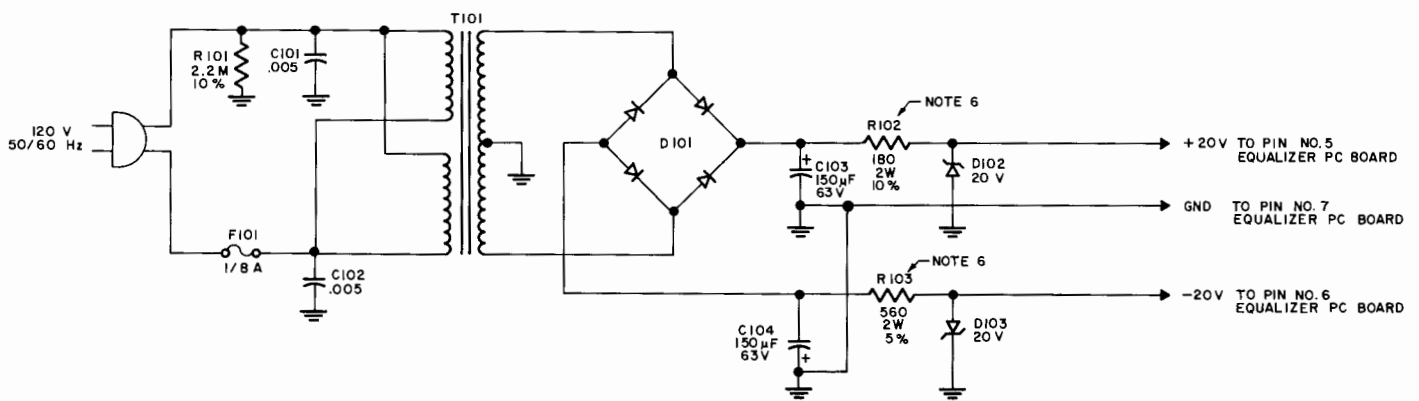 T101
R101
2.2M
10%
C101
.005
120 V
50/60 Hz
F101
1/8 A
C102
.005
D101
NOTE 6
R102
180
2W
10%
C103
+
150µF
63V
D102
20 V
+20V TO PIN NO.5
EQUALIZER PC BOARD
GND TO PIN NO.7
EQUALIZER PC BOARD
NOTE 6
R103
560
2W
5%
C104
150µF
63V
+
D103
20V
-20V TO PIN NO.6
EQUALIZER PC BOARD